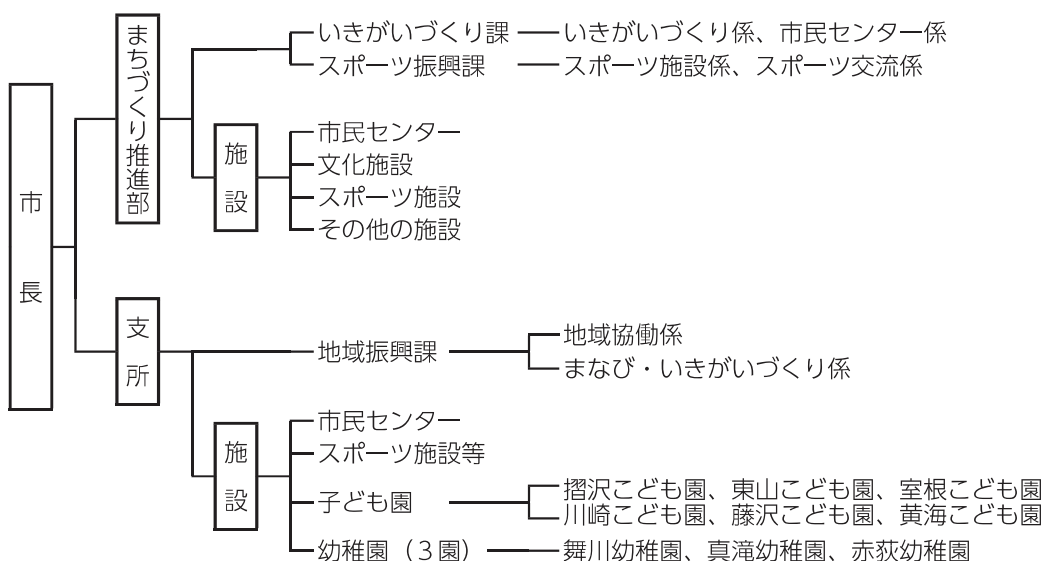 市長
まちづくり推進部
いきがいづくり課
いきがいづくり係、市民センター係
スポーツ振興課
スポーツ施設係、スポーツ交流係
施設
市民センター
文化施設
スポーツ施設
その他の施設
支所
地域振興課
地域協働係
まなび・いきがいづくり係
施設
市民センター
スポーツ施設等
子ども園
摺沢こども園、東山こども園、室根こども園
川崎こども園、藤沢こども園、黄海こども園
幼稚園（３園）
舞川幼稚園、真滝幼稚園、赤荻幼稚園